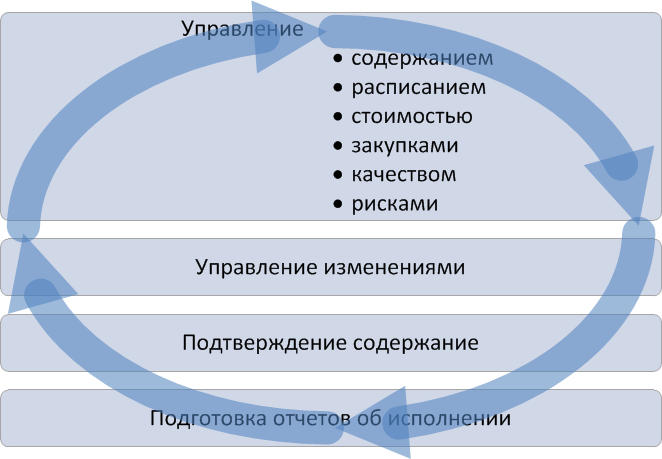 Управление
• содержанием
• расписанием
• стоимостью
• закупками
• качеством
• рисками
Управление изменениями
Подтверждение содержание
Подготовка отчетов об исполнении